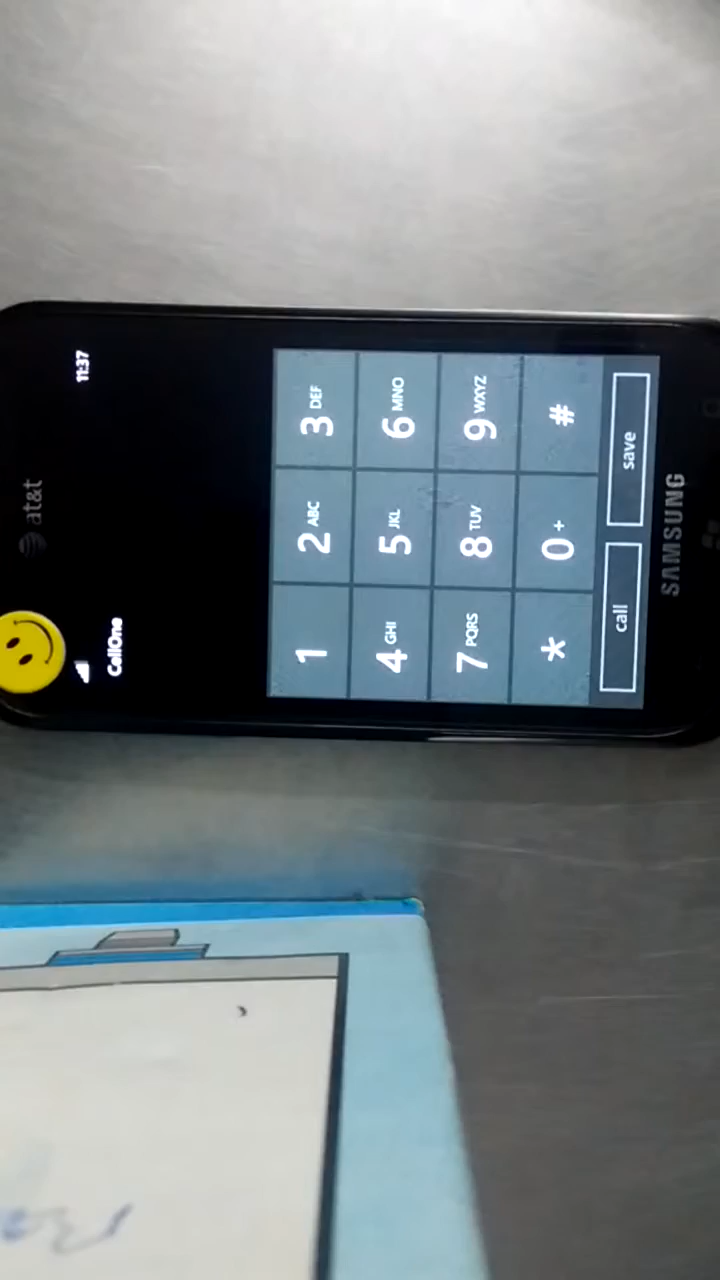 at&t
11:37
CellOne
1 2 ABC 3 DEF
4 GHI 5 JKL 6 MNO
7 PQRS 8 TUV 9 WXYZ
* 0 + #
call save
SAMSUNG